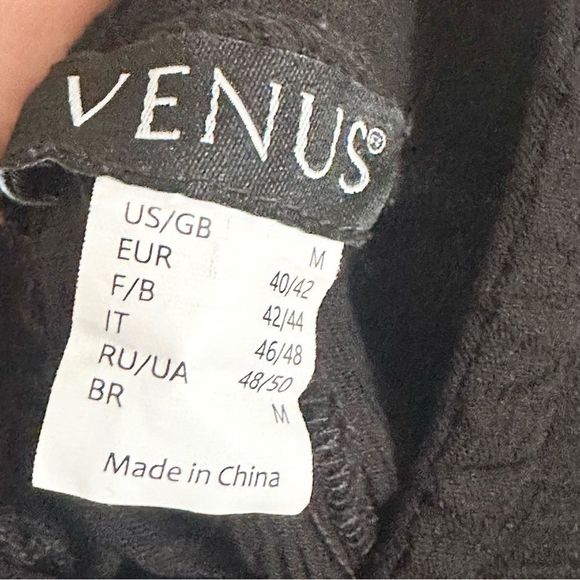 VENUS®
US/GB M
EUR 40/42
F/B 42/44
IT 46/48
RU/UA 48/50
BR M
Made in China